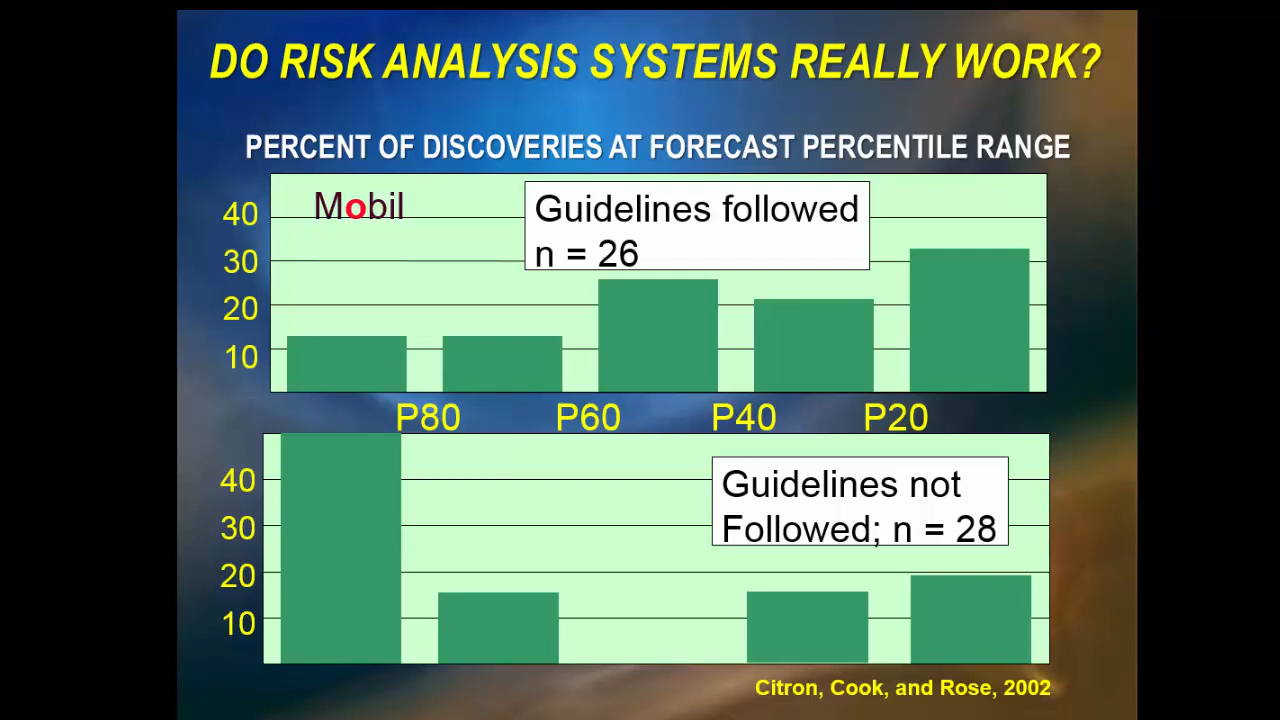 DO RISK ANALYSIS SYSTEMS REALLY WORK?
PERCENT OF DISCOVERIES AT FORECAST PERCENTILE RANGE
Mobil
Guidelines followed
n = 26
40
30
20
10
P80 P60 P40 P20
Guidelines not
Followed; n = 28
40
30
20
10
Citron, Cook, and Rose, 2002